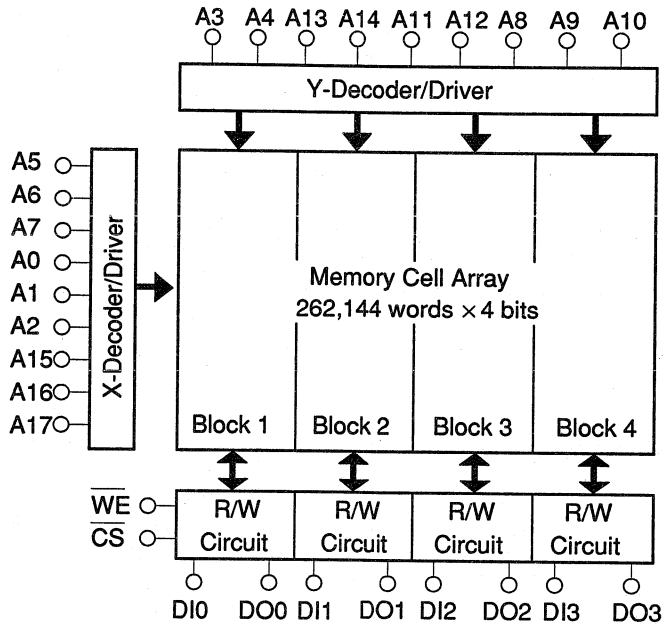 A3 A4 A13 A14 A11 A12 A8 A9 A10
Y-Decoder/Driver
A5
A6
A7
A0
A1
A2
A15
A16
A17
X-Decoder/Driver
Memory Cell Array
262,144 words × 4 bits
Block 1 Block 2 Block 3 Block 4
WE
CS
R/W Circuit
R/W Circuit
R/W Circuit
R/W Circuit
DI0 DO0 DI1 DO1 DI2 DO2 DI3 DO3